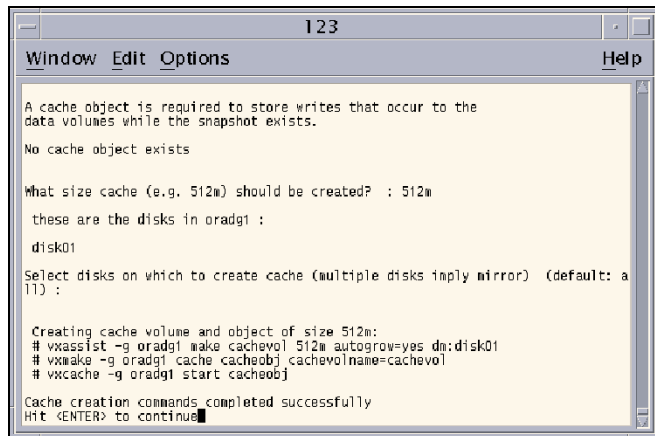 123
Window Edit Options Help
A cache object is required to store writes that occur to the
data volumes while the snapshot exists.
No cache object exists
What size cache (e.g. 512m) should be created?  : 512m
these are the disks in oradg1 :
disk01
Select disks on which to create cache (multiple disks imply mirror)  (default: a
ll) :
Creating cache volume and object of size 512m:
# vxassist -g oradg1 make cachevol 512m autogrow=yes dm:disk01
# vxmake -g oradg1 cache cacheobj cachevolname=cachevol
# vxcache -g oradg1 start cacheobj
Cache creation commands completed successfully
Hit <ENTER> to continue